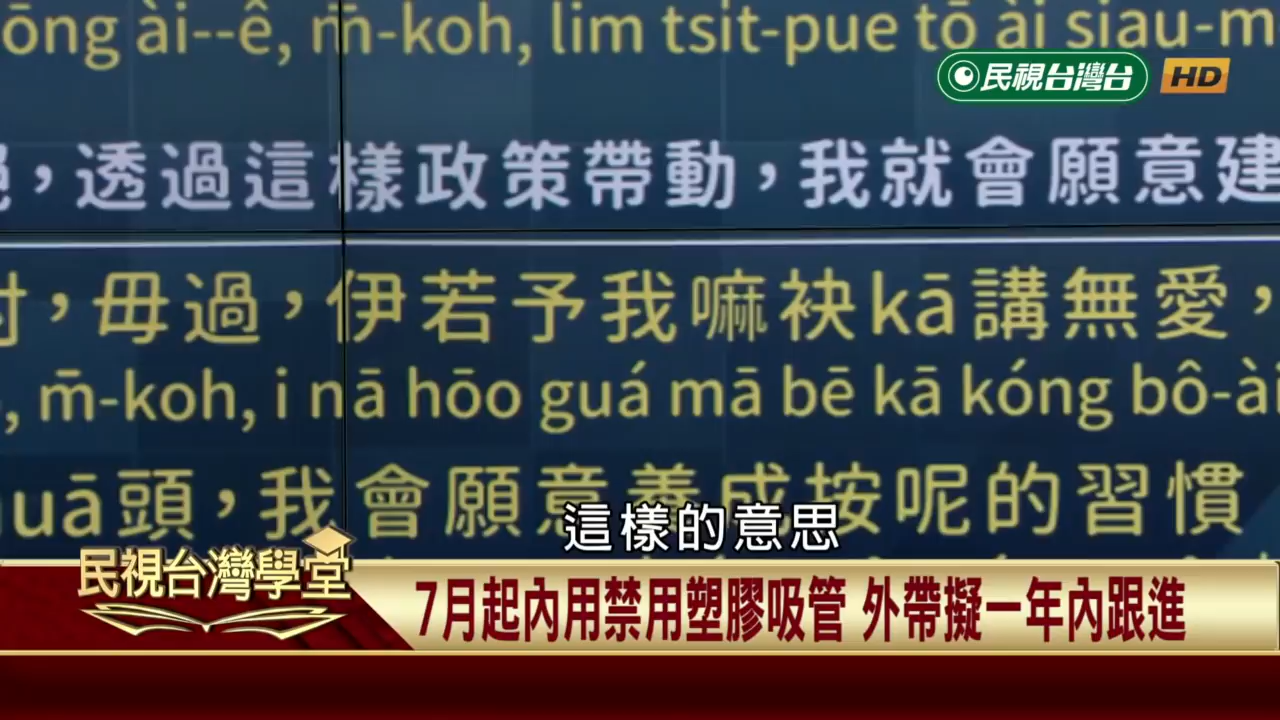 ōng ài--ê, m̄-koh, lim tsit-pue tō ài siau-m
民視台灣台 HD
，透過這樣政策帶動，我就會願意建
，毋過，伊若予我嘛袂kā講無愛，
, m̄-koh, i nā hōo guá mā bē kā kóng bô-ài
uā頭，我會願意養成按呢的習慣
這樣的意思
民視台灣學堂
7月起內用禁用塑膠吸管 外帶擬一年內跟進